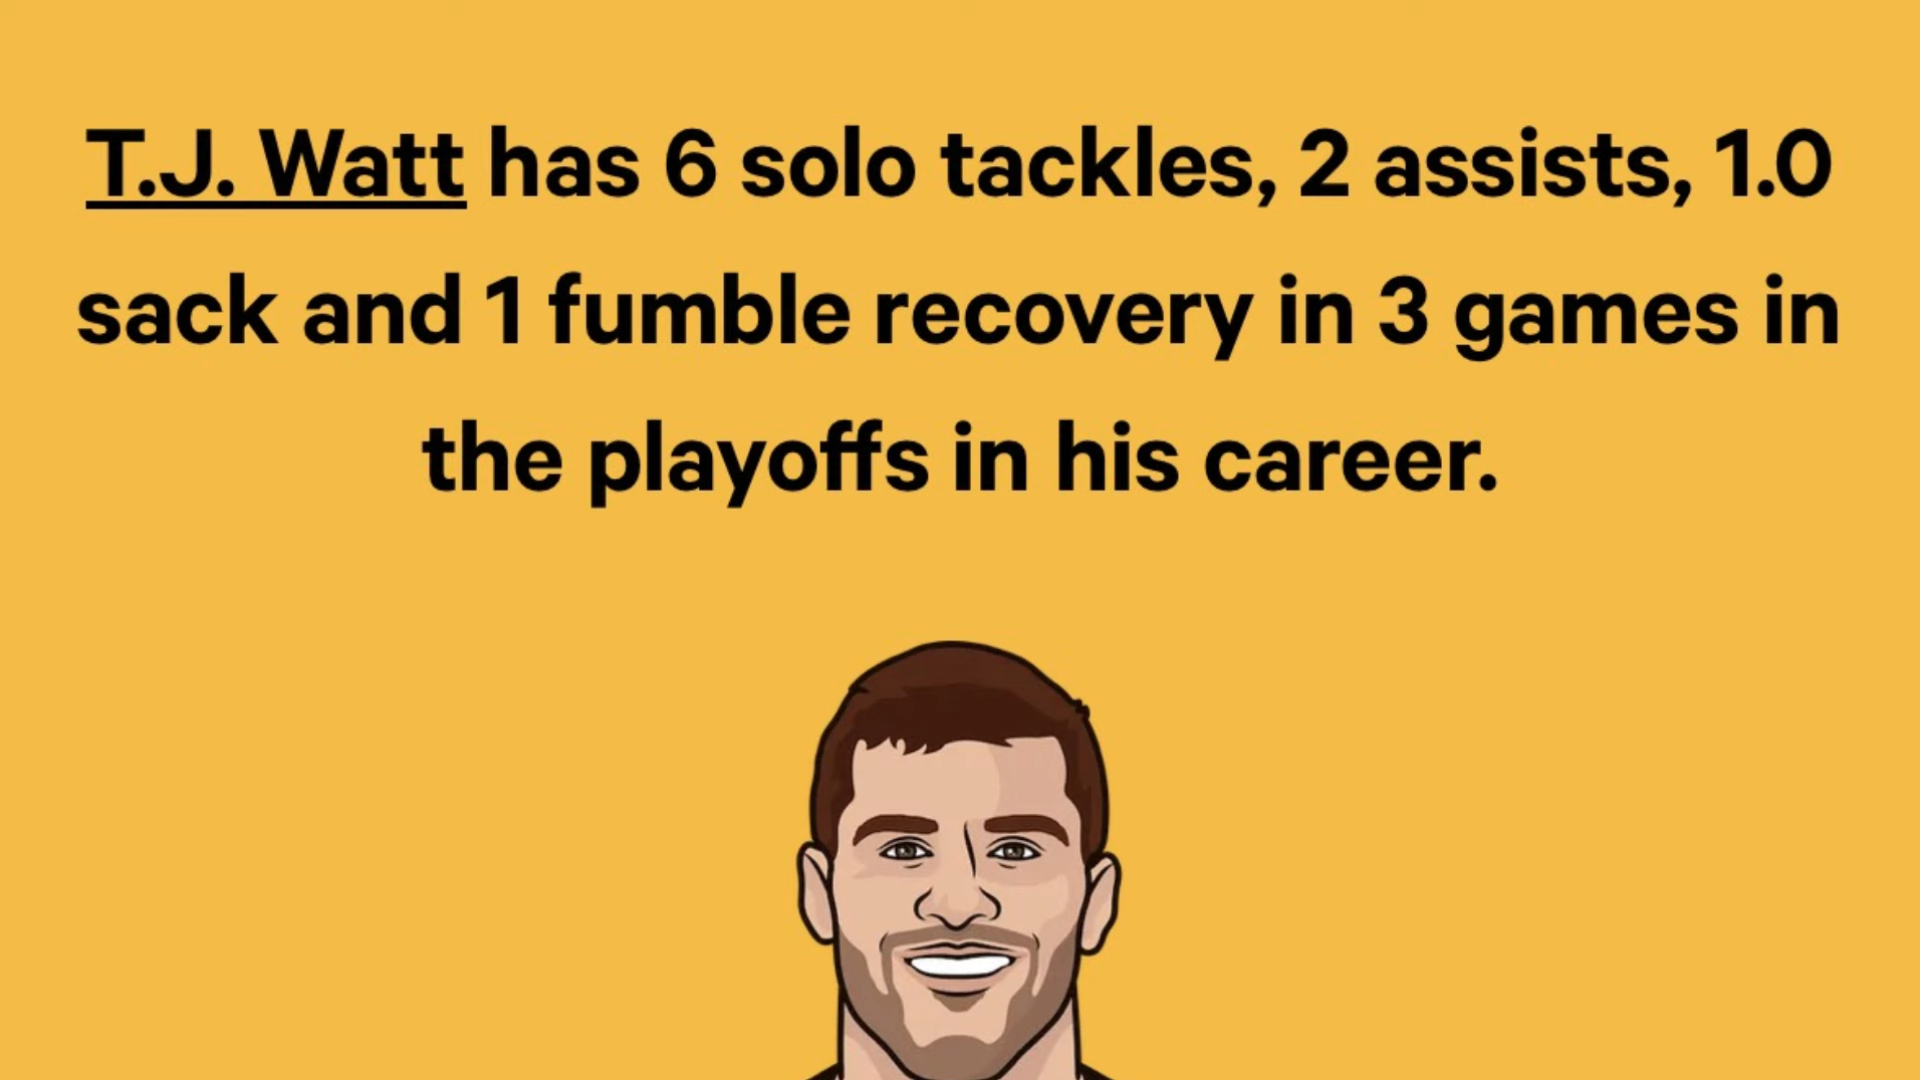 T.J. Watt has 6 solo tackles, 2 assists, 1.0
sack and 1 fumble recovery in 3 games in
the playoffs in his career.